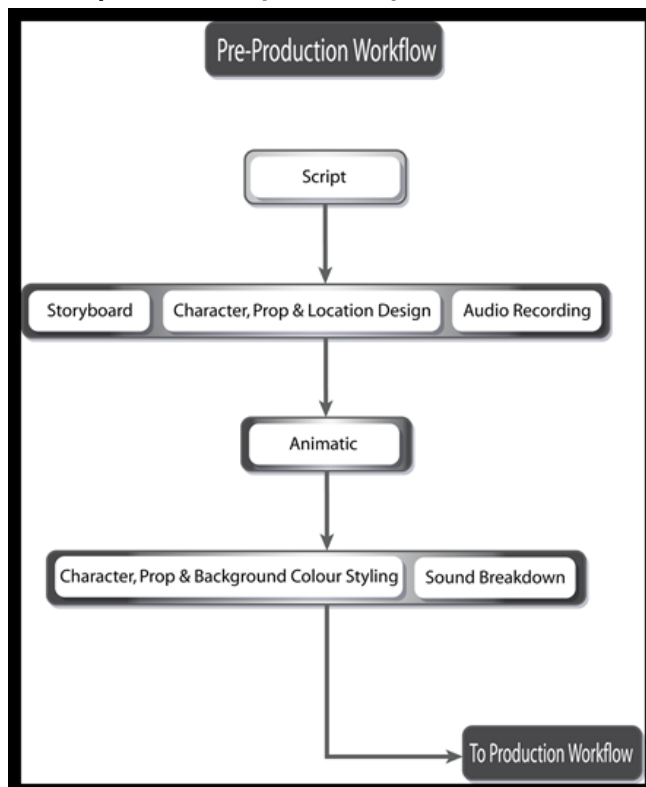 Pre-Production Workflow
Script
Storyboard
Character, Prop & Location Design
Audio Recording
Animatic
Character, Prop & Background Colour Styling
Sound Breakdown
To Production Workflow